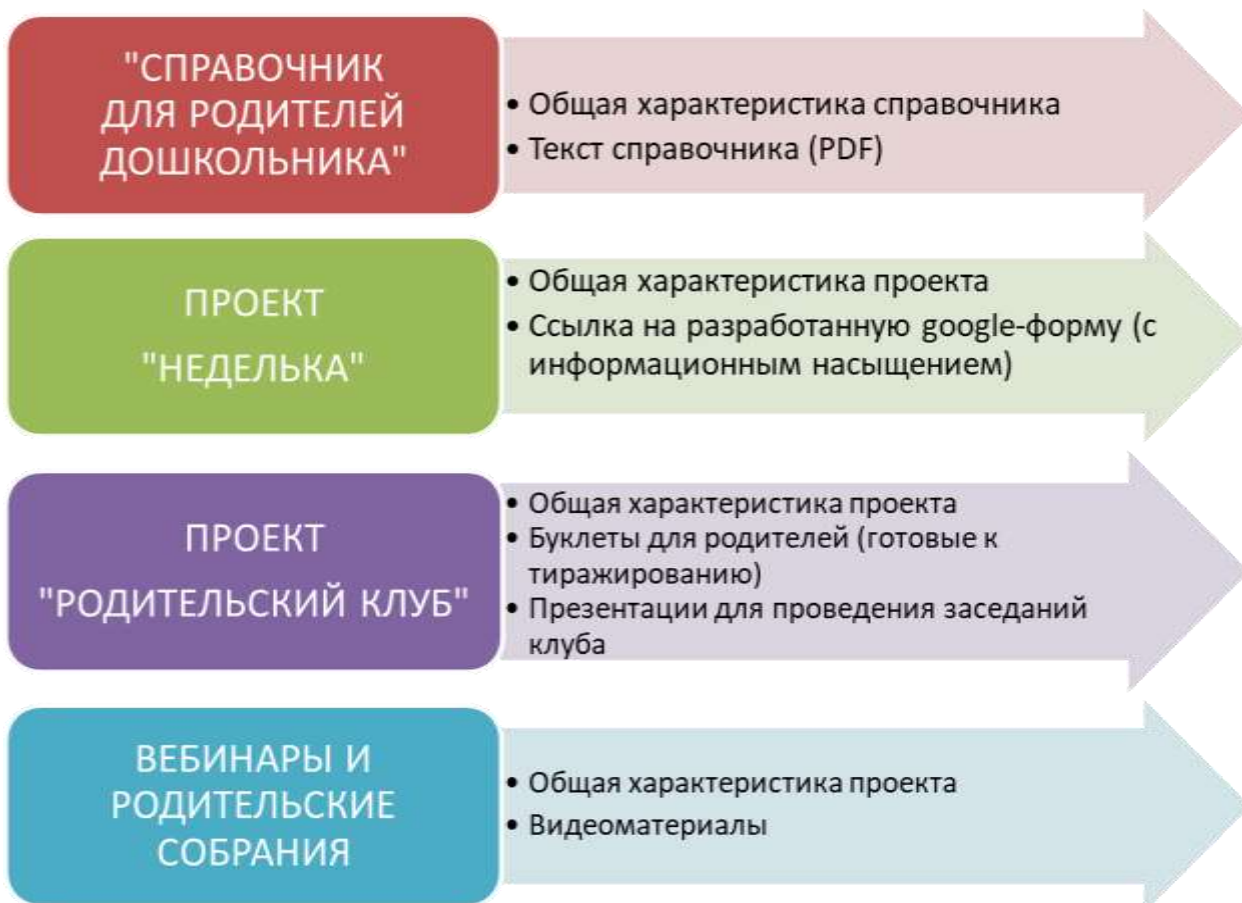 "СПРАВОЧНИК
ДЛЯ РОДИТЕЛЕЙ
ДОШКОЛЬНИКА"
• Общая характеристика справочника
• Текст справочника (PDF)
ПРОЕКТ
"НЕДЕЛЬКА"
• Общая характеристика проекта
• Ссылка на разработанную google-форму (с
информационным насыщением)
ПРОЕКТ
"РОДИТЕЛЬСКИЙ КЛУБ"
• Общая характеристика проекта
• Буклеты для родителей (готовые к
тиражированию)
• Презентации для проведения заседаний
клуба
ВЕБИНАРЫ И
РОДИТЕЛЬСКИЕ
СОБРАНИЯ
• Общая характеристика проекта
• Видеоматериалы